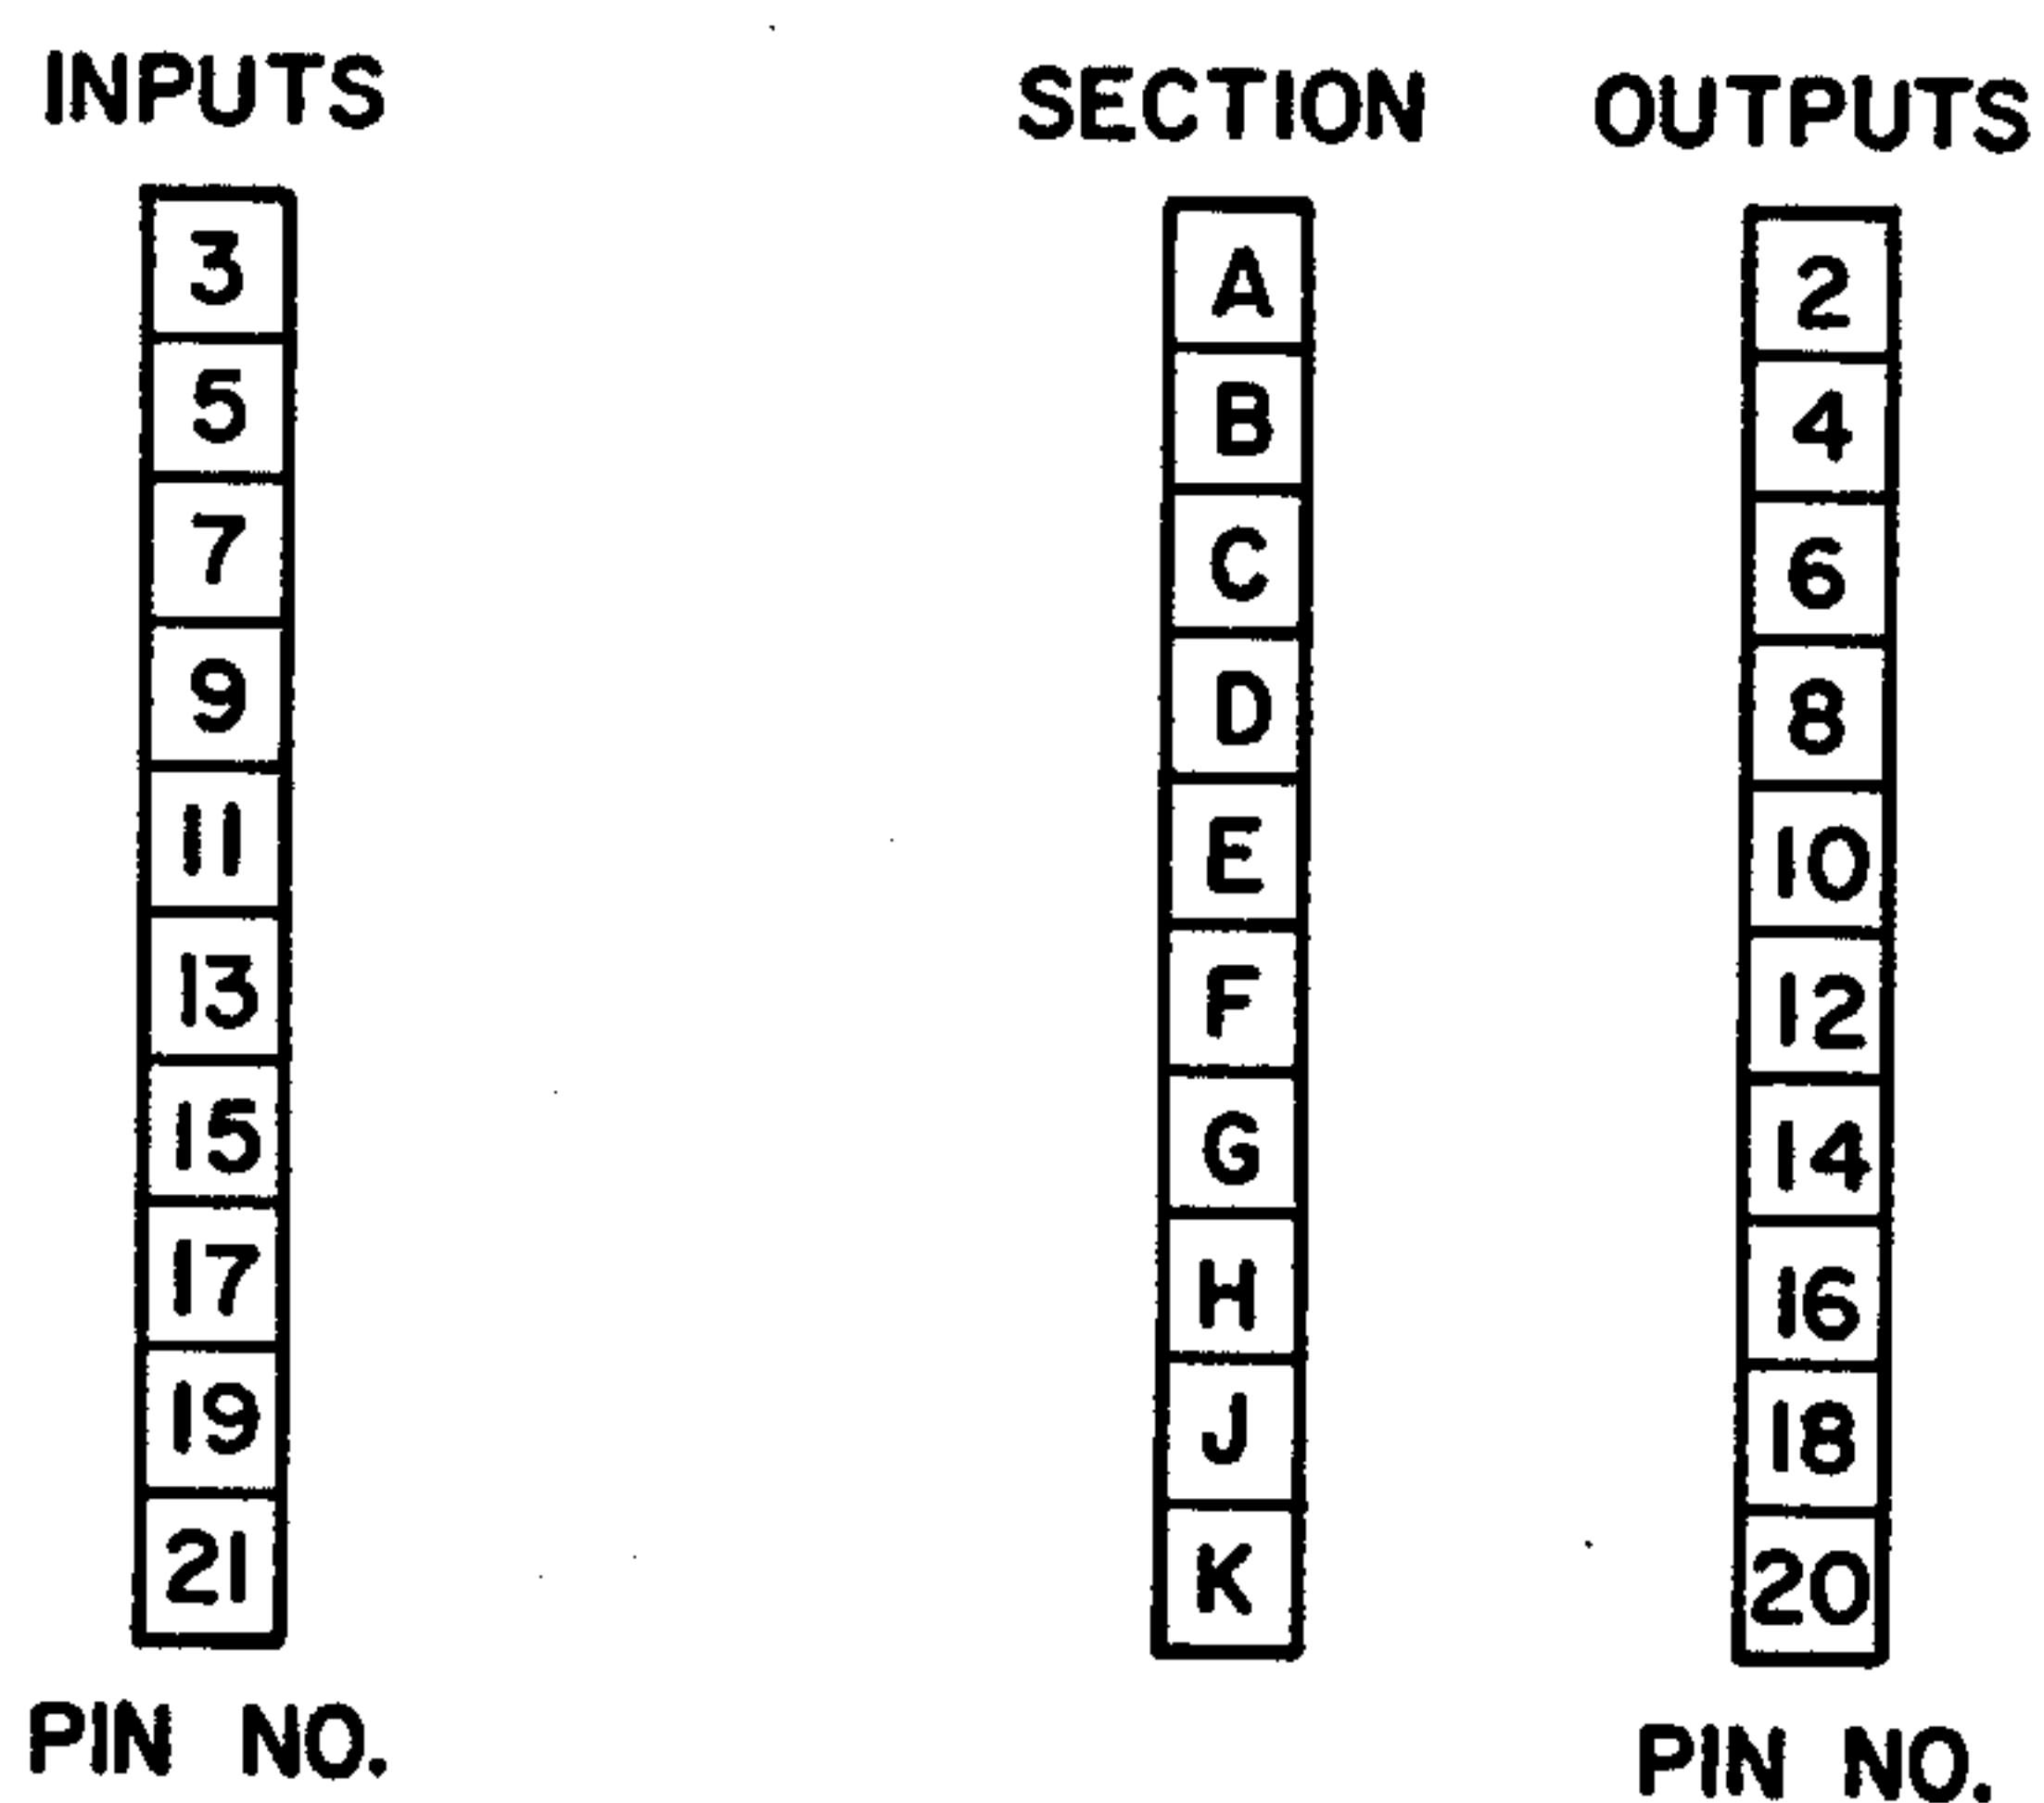 INPUTS SECTION OUTPUTS
3 A 2
5 B 4
7 C 6
9 D 8
11 E 10
13 F 12
15 G 14
17 H 16
19 J 18
21 K 20
PIN NO. PIN NO.